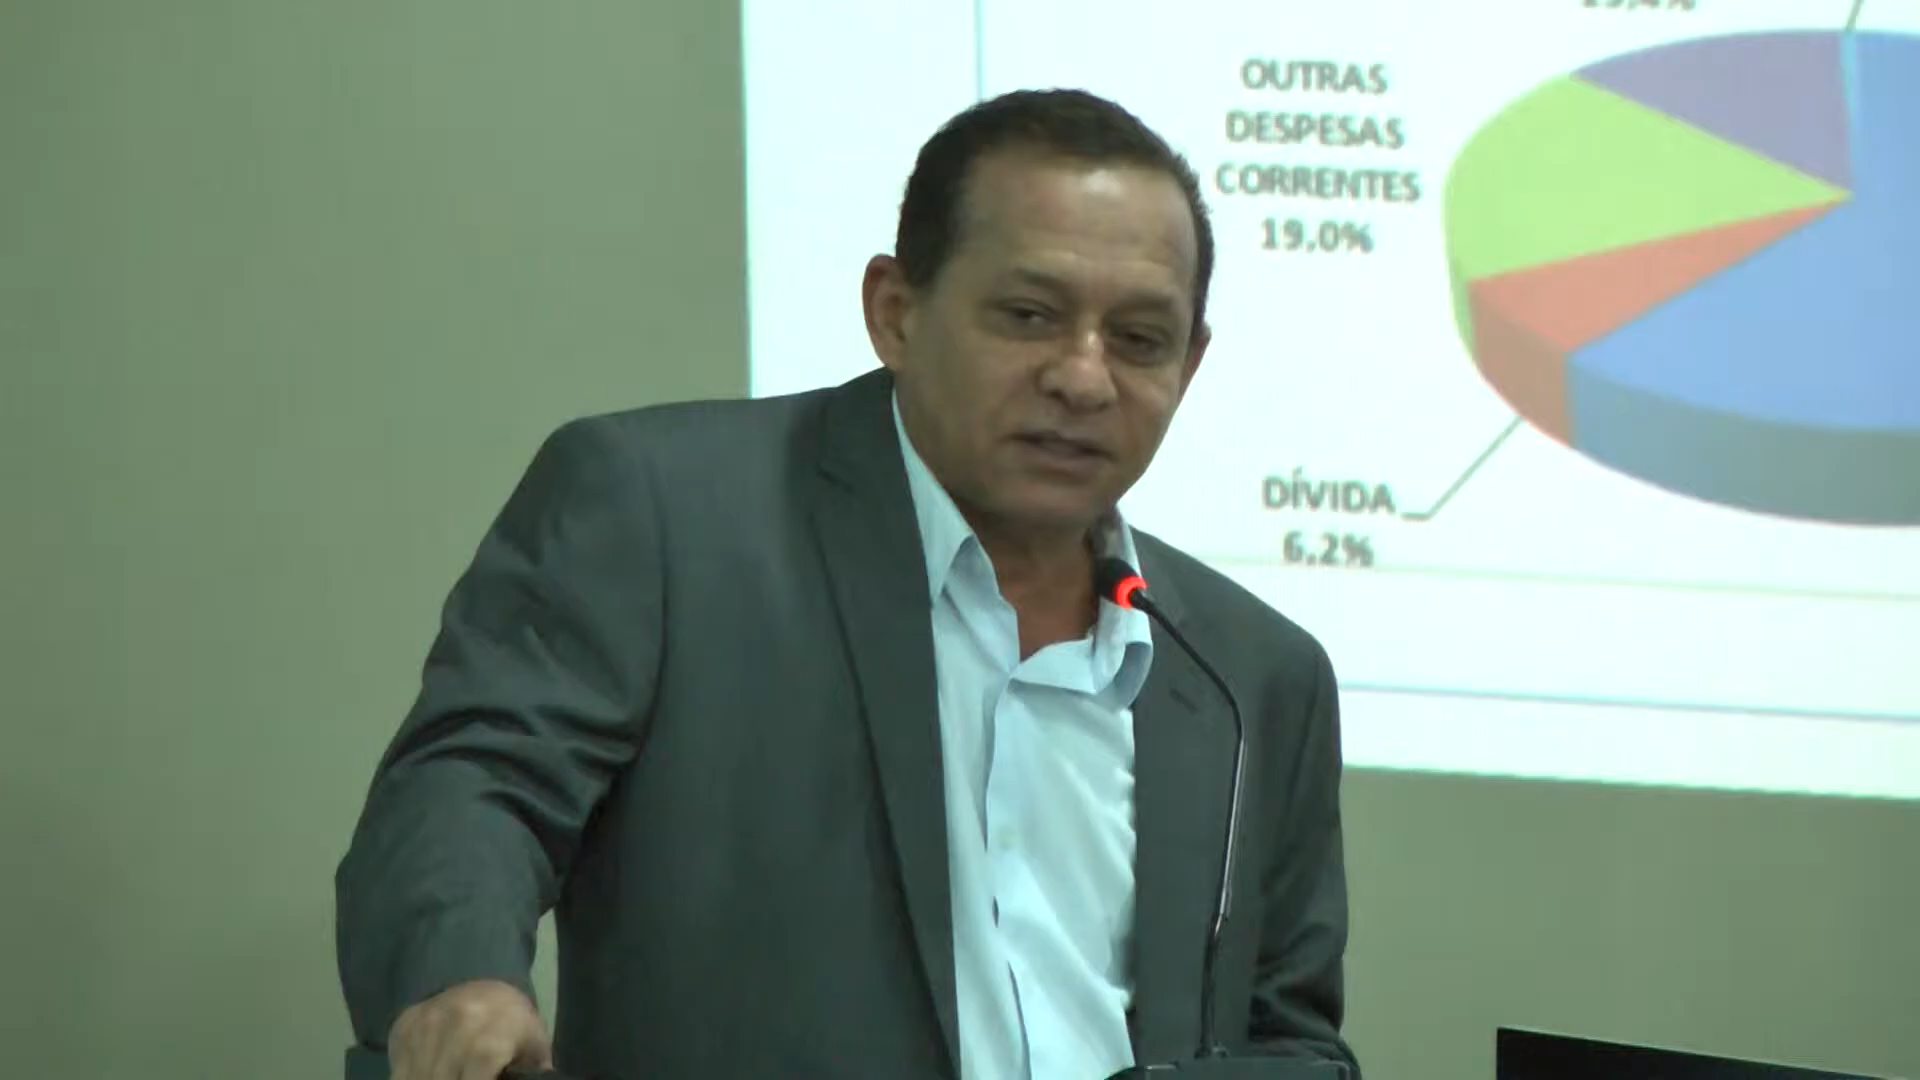 OUTRAS
DESPESAS
CORRENTES
19,0%
DÍVIDA
6,2%